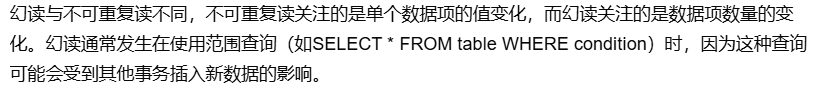 幻读与不可重复读不同，不可重复读关注的是单个数据项的值变化，而幻读关注的是数据项数量的变
化。幻读通常发生在使用范围查询（如SELECT * FROM table WHERE condition）时，因为这种查询
可能会受到其他事务插入新数据的影响。